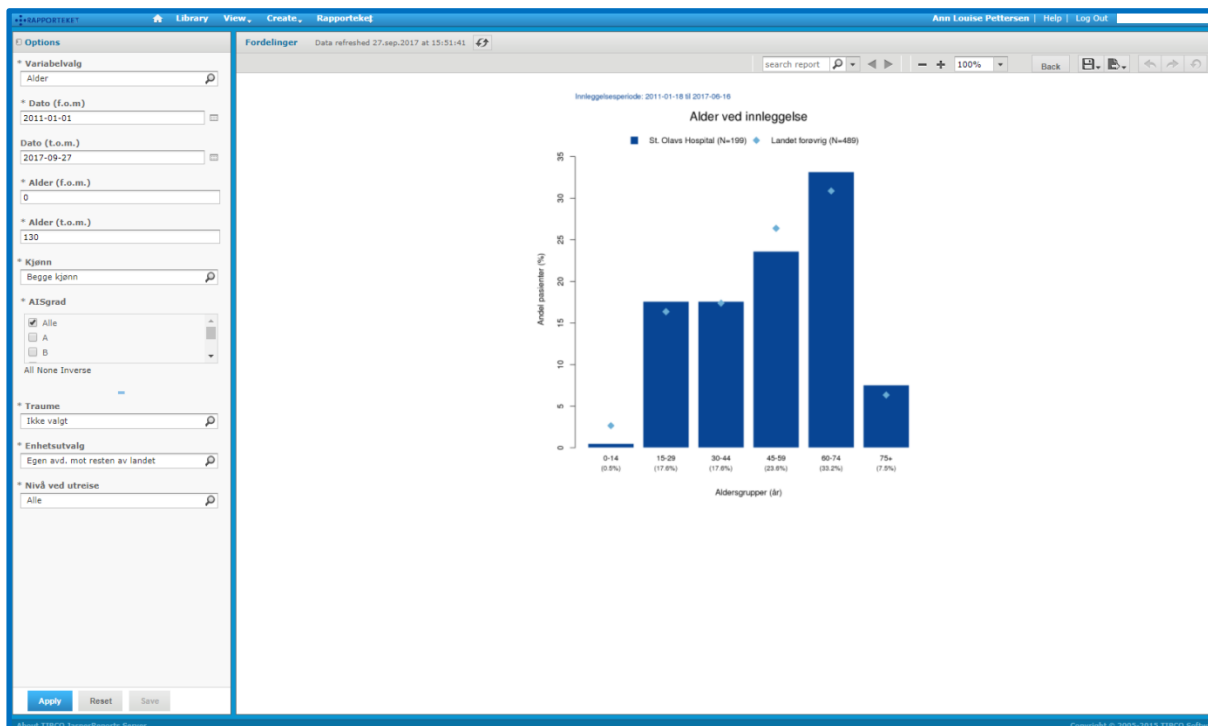 RAPPORTEKET
Library View Create Rapporteket
Ann Louise Pettersen | Help | Log Out
Options
* Variabelvalg
Alder
* Dato (f.o.m)
2011-01-01
Dato (t.o.m.)
2017-09-27
* Alder (f.o.m.)
0
* Alder (t.o.m.)
130
* Kjønn
Begge kjønn
* AISgrad
Alle
A
B
All None Inverse
* Traume
Ikke valgt
* Enhetsutvalg
Egen avd. mot resten av landet
* Nivå ved utreise
Alle
Apply Reset Save
Fordelinger Data refreshed 27.sep.2017 at 15:51:41
search report 100% Back
Innleggelsesperiode: 2011-01-18 til 2017-06-16
Alder ved innleggelse
St. Olavs Hospital (N=199) Landet forøvrig (N=489)
Andel pasienter (%)
35
30
25
20
15
10
5
0
0-14 15-29 30-44 45-59 60-74 75+
(0.5%) (17.6%) (17.6%) (23.6%) (33.2%) (7.5%)
Aldersgrupper (år)
About TIBCO JasperReports Server